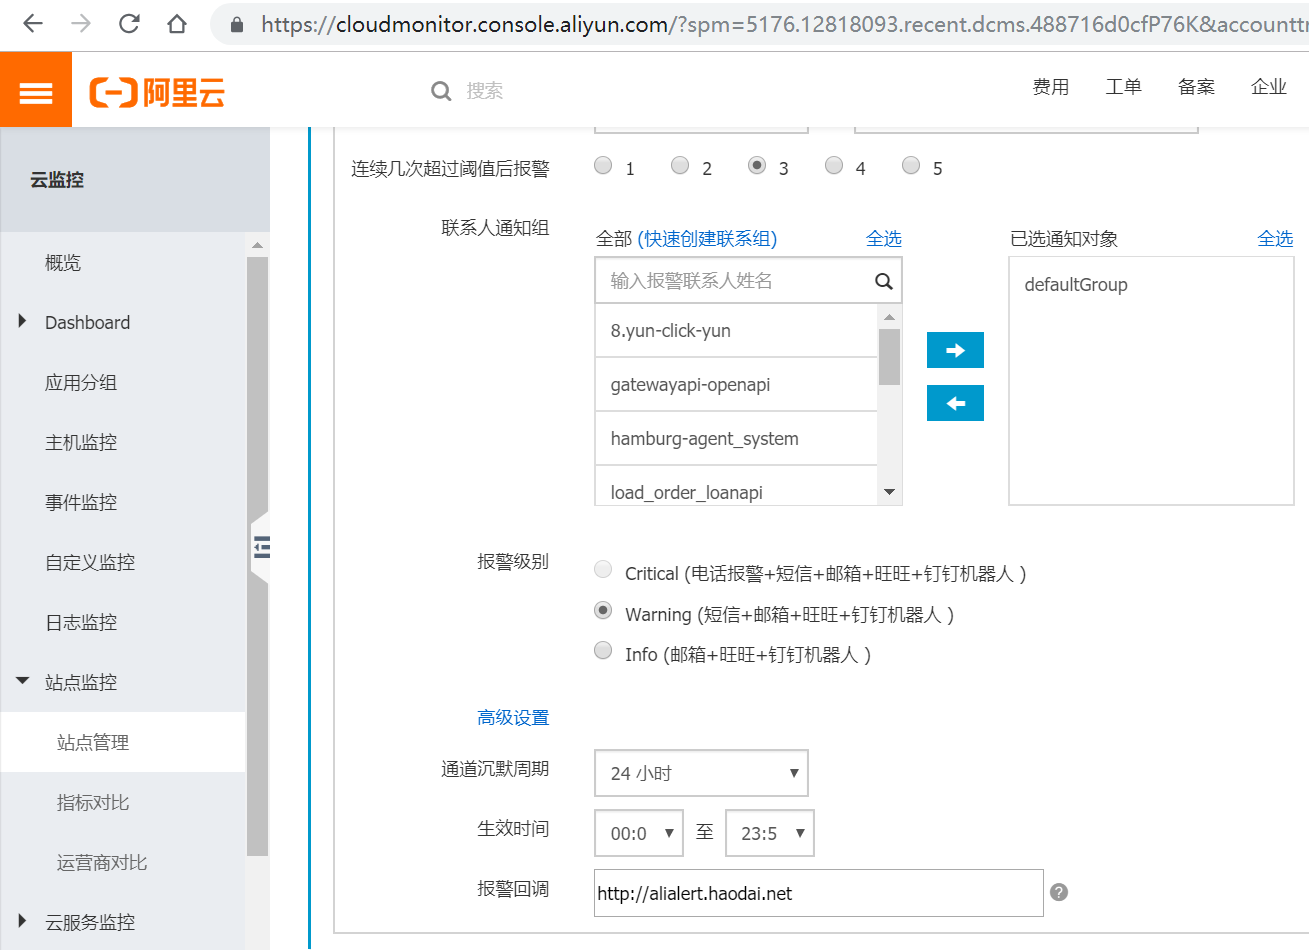 https://cloudmonitor.console.aliyun.com/?spm=5176.12818093.recent.dcms.488716d0cfP76K&accounttr
阿里云
搜索
费用 工单 备案 企业
云监控
概览
Dashboard
应用分组
主机监控
事件监控
自定义监控
日志监控
站点监控
站点管理
指标对比
运营商对比
云服务监控
连续几次超过阈值后报警 1 2 3 4 5
联系人通知组
全部 (快速创建联系组) 全选
输入报警联系人姓名
8.yun-click-yun
gatewayapi-openapi
hamburg-agent_system
load_order_loanapi
已选通知对象 全选
defaultGroup
报警级别
Critical (电话报警+短信+邮箱+旺旺+钉钉机器人 )
Warning (短信+邮箱+旺旺+钉钉机器人 )
Info (邮箱+旺旺+钉钉机器人 )
高级设置
通道沉默周期 24 小时
生效时间 00:0 至 23:5
报警回调 http://alialert.haodai.net